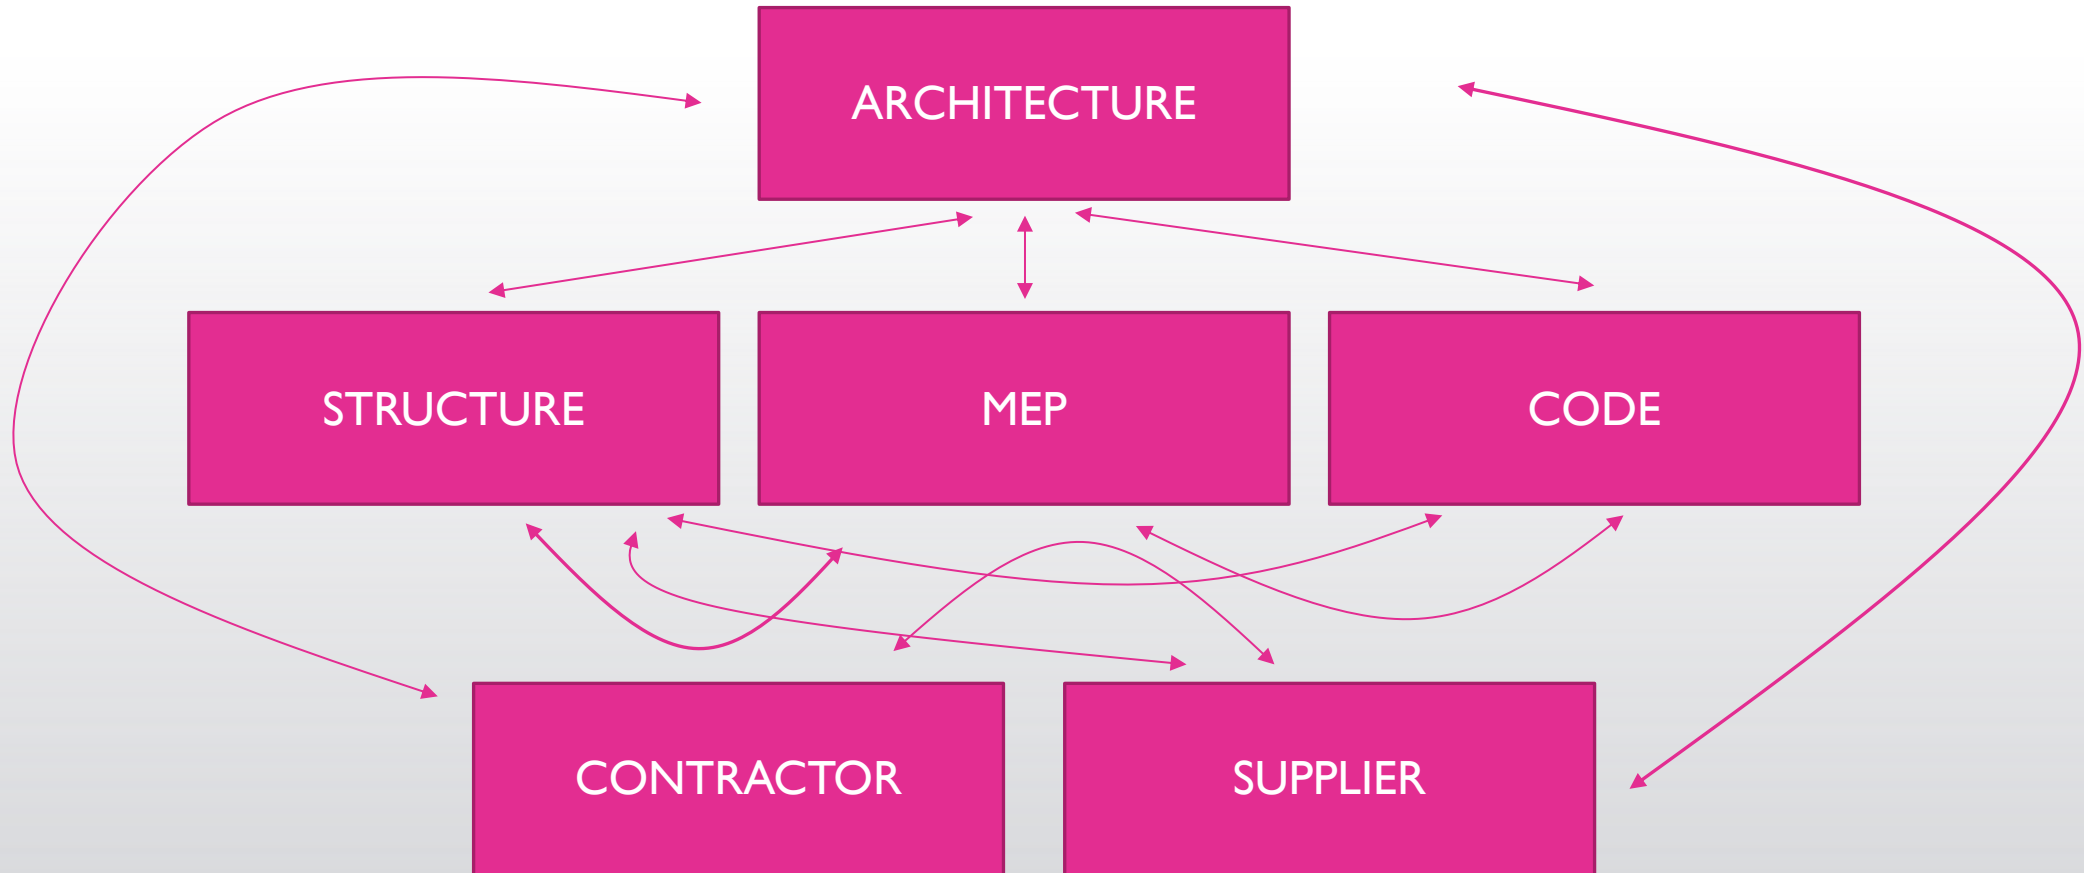 ARCHITECTURE
STRUCTURE
MEP
CODE
CONTRACTOR
SUPPLIER